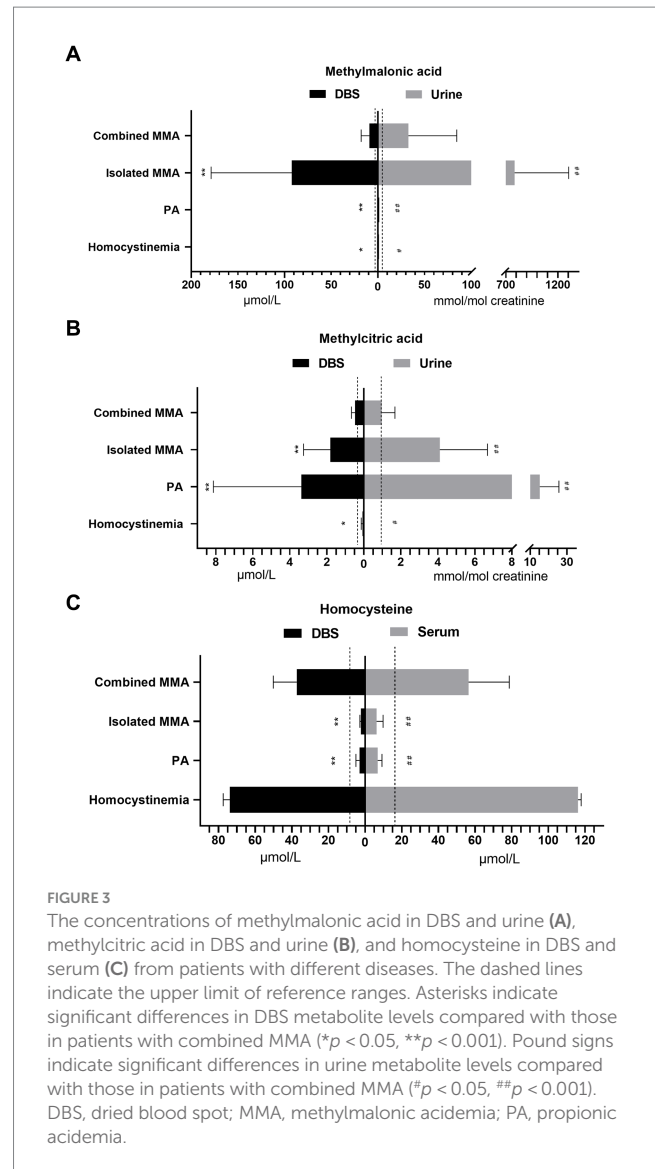 A
Methylmalonic acid
DBS Urine
Combined MMA
Isolated MMA
** ##
PA
** ##
Homocystinemia
* #
200 150 100 50 0 50 100 700 1200
µmol/L mmol/mol creatinine
B
Methylcitric acid
DBS Urine
Combined MMA
Isolated MMA
** ##
PA
** ##
Homocystinemia
* #
8 6 4 2 0 2 4 6 8 10 30
µmol/L mmol/mol creatinine
C
Homocysteine
DBS Serum
Combined MMA
Isolated MMA
** ##
PA
** ##
Homocystinemia
80 60 40 20 0 20 40 60 80 100 120
µmol/L µmol/L
FIGURE 3
The concentrations of methylmalonic acid in DBS and urine (A),
methylcitric acid in DBS and urine (B), and homocysteine in DBS and
serum (C) from patients with different diseases. The dashed lines
indicate the upper limit of reference ranges. Asterisks indicate
significant differences in DBS metabolite levels compared with those
in patients with combined MMA (*p < 0.05, **p < 0.001). Pound signs
indicate significant differences in urine metabolite levels compared
with those in patients with combined MMA (#p < 0.05, ##p < 0.001).
DBS, dried blood spot; MMA, methylmalonic acidemia; PA, propionic
acidemia.